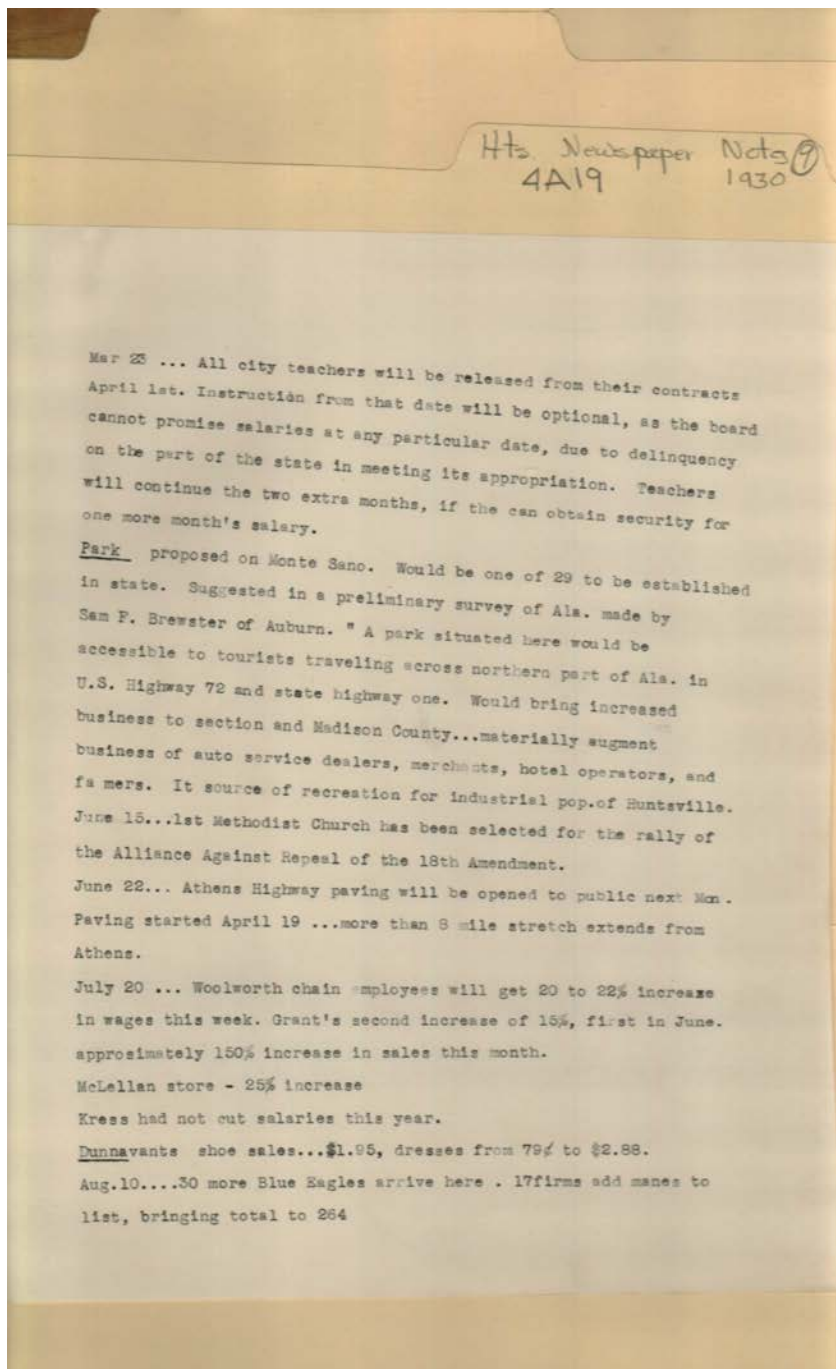 Hts. Newspaper Notes 9
4A19 1930
Mar 23 ... All city teachers will be released from their contracts
April 1st. Instruction from that date will be optional, as the board
cannot promise salaries at any particular date, due to delinquency
on the part of the state in meeting its appropriation. Teachers
will continue the two extra months, if the can obtain security for
one more month's salary.
Park proposed on Monte Sano. Would be one of 29 to be established
in state. Suggested in a preliminary survey of Ala. made by
Sam F. Brewster of Auburn. " A park situated here would be
accessible to tourists traveling across northern part of Ala. in
U.S. Highway 72 and state highway one. Would bring increased
business to section and Madison County...materially augment
business of auto service dealers, merchants, hotel operators, and
fa mers. It source of recreation for industrial pop.of Huntsville.
June 15...1st Methodist Church has been selected for the rally of
the Alliance Against Repeal of the 18th Amendment.
June 22... Athens Highway paving will be opened to public next Mon.
Paving started April 19 ...more than 8 mile stretch extends from
Athens.
July 20 ... Woolworth chain employees will get 20 to 22% increase
in wages this week. Grant's second increase of 15%, first in June.
approsimately 150% increase in sales this month.
McLellan store - 25% increase
Kress had not cut salaries this year.
Dunnavants shoe sales...$1.95, dresses from 79¢ to $2.88.
Aug.10....30 more Blue Eagles arrive here . 17firms add manes to
list, bringing total to 264